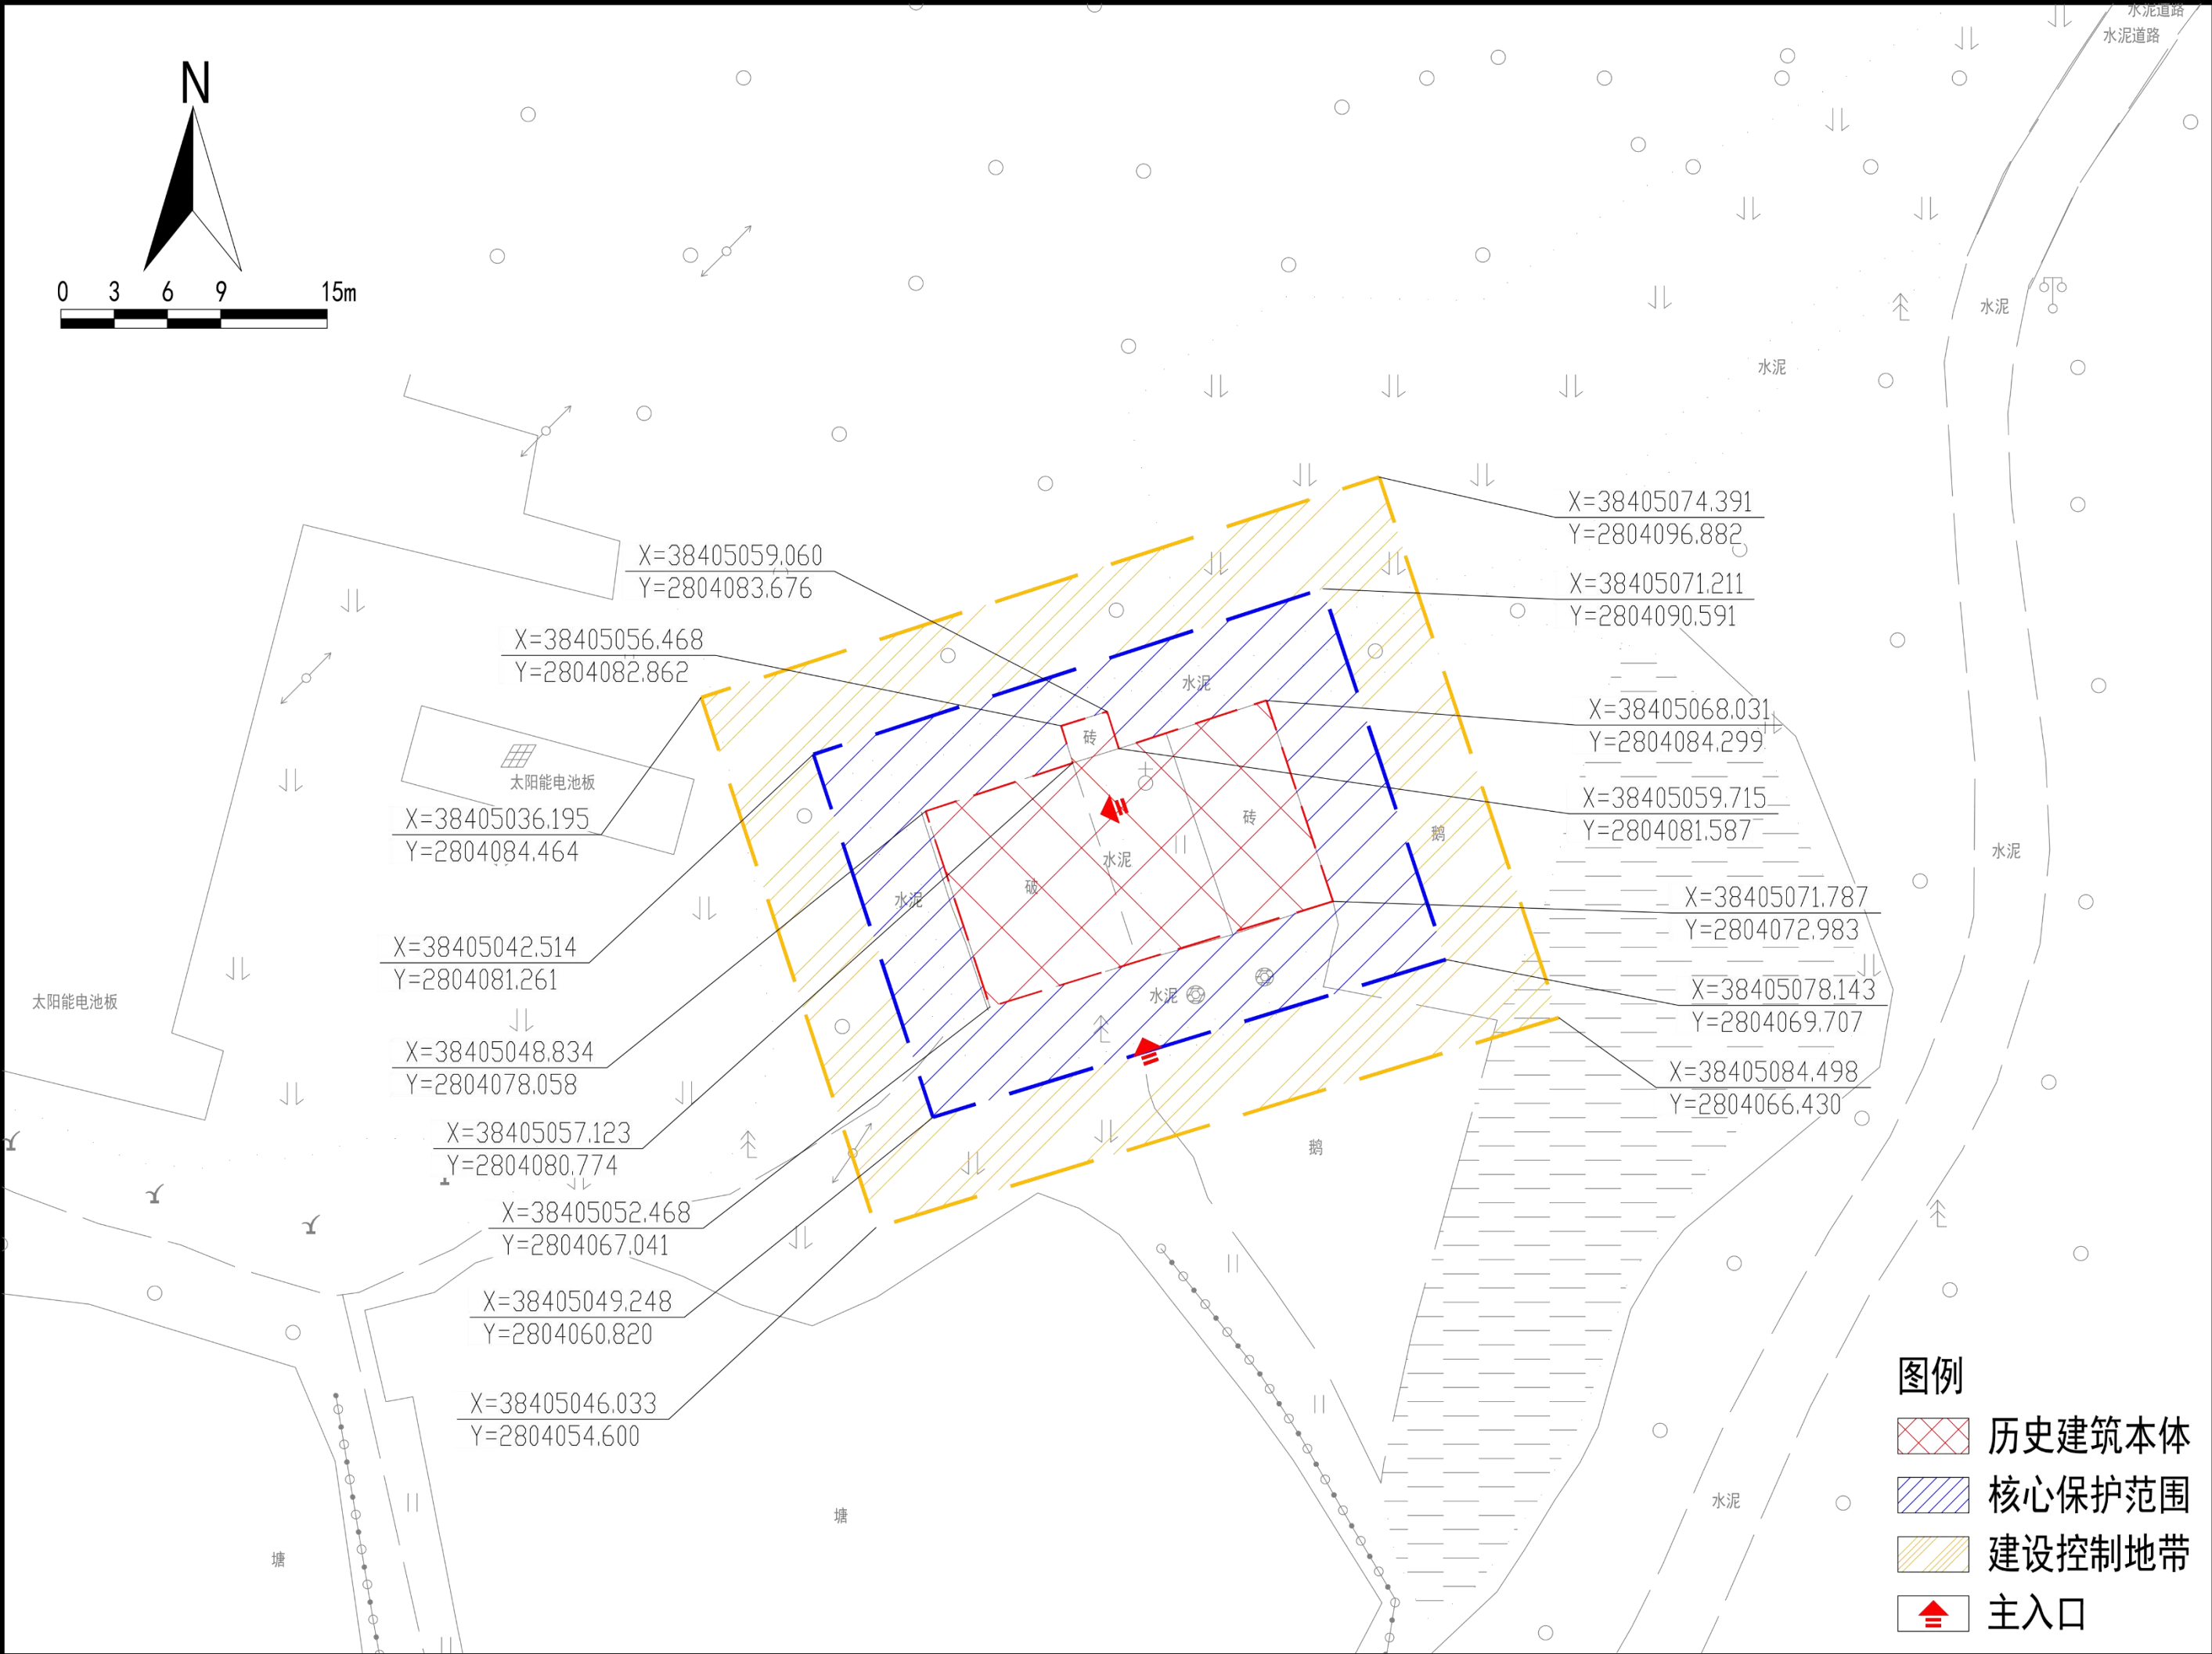 水泥道路
水泥道路
N
0 3 6 9 15m
水泥
水泥
X=38405074.391
Y=2804096.882
X=38405059.060
Y=2804083.676
X=38405071.211
Y=2804090.591
X=38405056.468
Y=2804082.862
水泥
X=38405068.031
Y=2804084.299
砖
太阳能电池板
X=38405036.195
Y=2804084.464
X=38405059.715
Y=2804081.587
砖
鹅
水泥
水泥
破
水泥
X=38405071.787
Y=2804072.983
X=38405042.514
Y=2804081.261
太阳能电池板
水泥
X=38405078.143
Y=2804069.707
X=38405048.834
Y=2804078.058
X=38405084.498
Y=2804066.430
X=38405057.123
Y=2804080.774
鹅
X=38405052.468
Y=2804067.041
X=38405049.248
Y=2804060.820
X=38405046.033
Y=2804054.600
塘
塘
水泥
图例
历史建筑本体
核心保护范围
建设控制地带
主入口